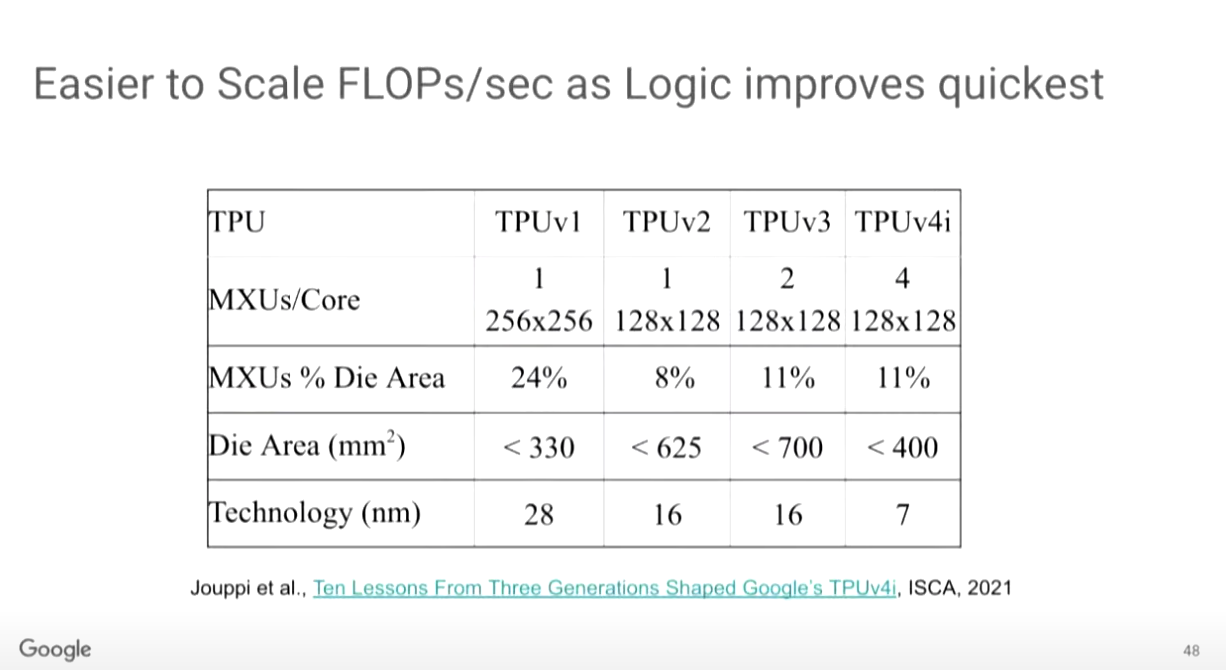 Easier to Scale FLOPs/sec as Logic improves quickest
TPU TPUv1 TPUv2 TPUv3 TPUv4i
MXUs/Core 1 256x256 1 128x128 2 128x128 4 128x128
MXUs % Die Area 24% 8% 11% 11%
Die Area (mm²) < 330 < 625 < 700 < 400
Technology (nm) 28 16 16 7
Jouppi et al., Ten Lessons From Three Generations Shaped Google's TPUv4i, ISCA, 2021
Google 48